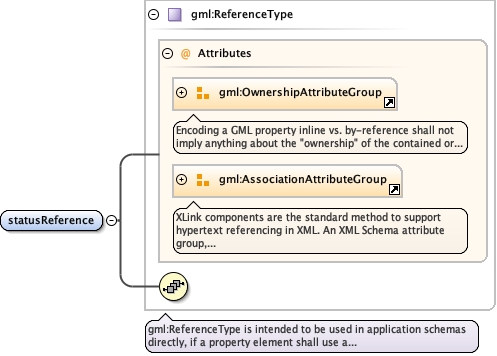 gml:ReferenceType
@ Attributes
gml:OwnershipAttributeGroup
Encoding a GML property inline vs. by-reference shall not
imply anything about the "ownership" of the contained or...
gml:AssociationAttributeGroup
XLink components are the standard method to support
hypertext referencing in XML. An XML Schema attribute
group,...
statusReference
gml:ReferenceType is intended to be used in application schemas
directly, if a property element shall use a...